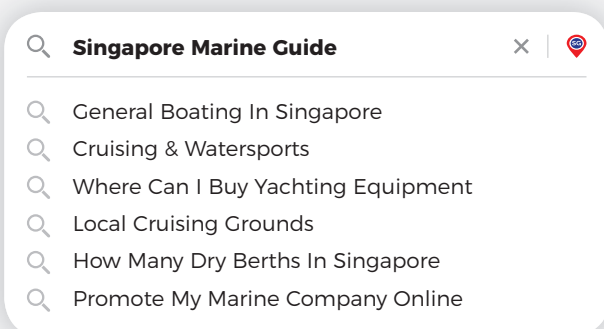 Singapore Marine Guide
SG
General Boating In Singapore
Cruising & Watersports
Where Can I Buy Yachting Equipment
Local Cruising Grounds
How Many Dry Berths In Singapore
Promote My Marine Company Online